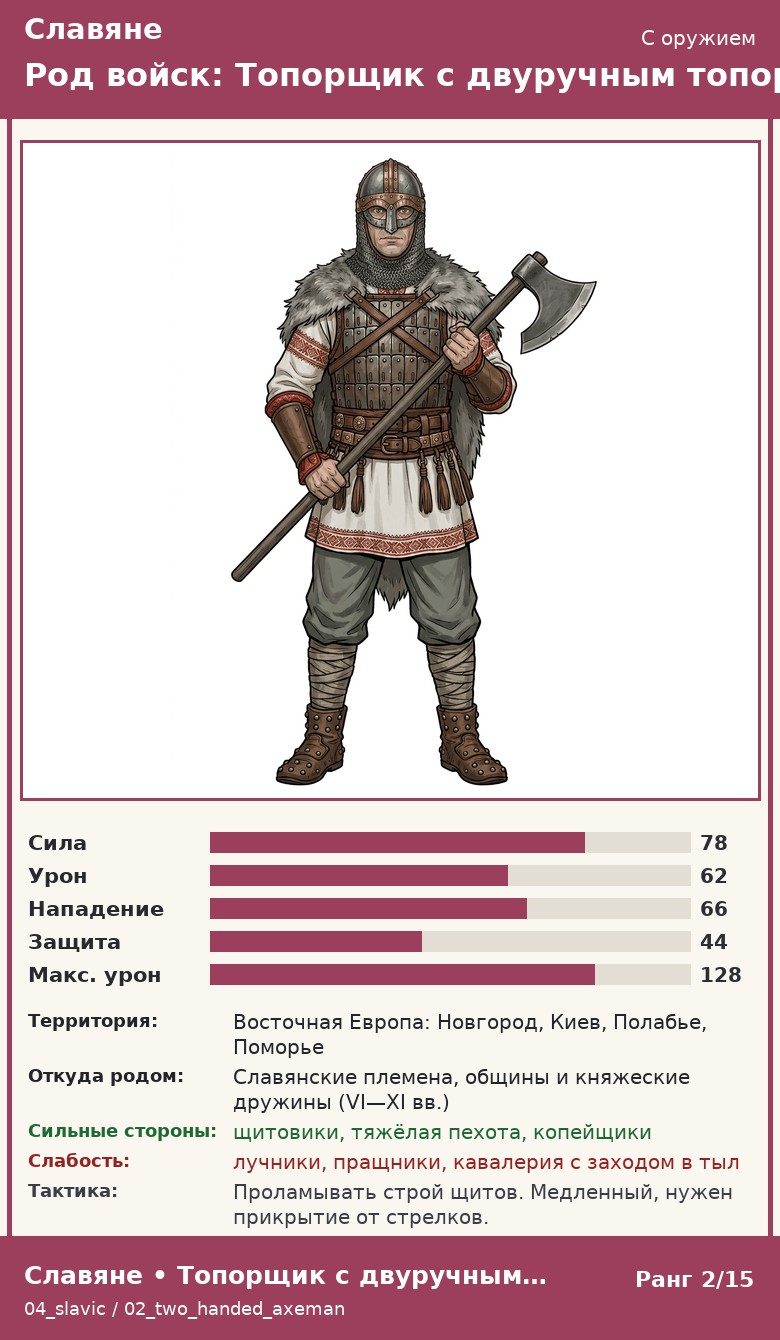 Славяне
С оружием
Род войск: Топорщик с двуручным топор
Сила 78
Урон 62
Нападение 66
Защита 44
Макс. урон 128
Территория: Восточная Европа: Новгород, Киев, Полабье,
Поморье
Откуда родом: Славянские племена, общины и княжеские
дружины (VI—XI вв.)
Сильные стороны: щитовики, тяжёлая пехота, копейщики
Слабость: лучники, пращники, кавалерия с заходом в тыл
Тактика: Проламывать строй щитов. Медленный, нужен
прикрытие от стрелков.
Славяне • Топорщик с двуручным…
Ранг 2/15
04_slavic / 02_two_handed_axeman